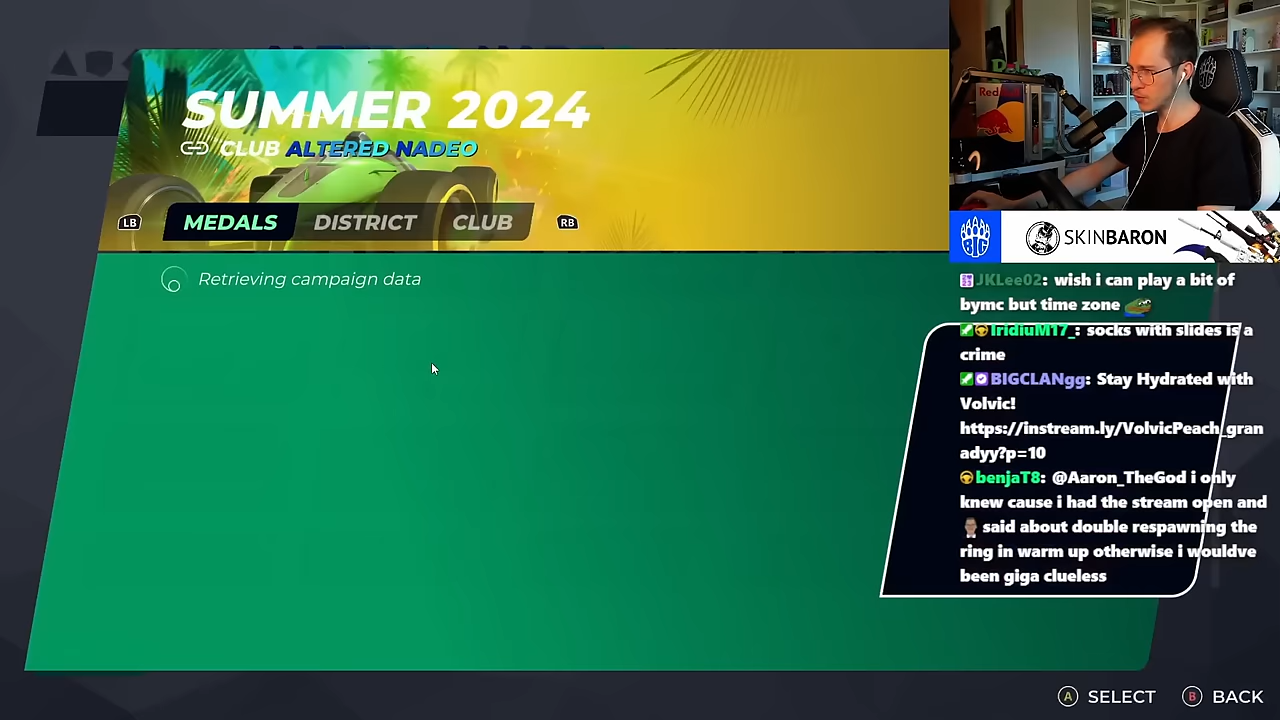 SUMMER 2024
CLUB ALTERED NADEO
LB MEDALS DISTRICT CLUB RB
Retrieving campaign data
Red
BIG SKINBARON
JKLee02: wish i can play a bit of
bymc but time zone
IridiuM17_: socks with slides is a
crime
BIGCLANgg: Stay Hydrated with
Volvic!
https://instream.ly/VolvicPeach_gran
adyy?p=10
benjaT8: @Aaron_TheGod i only
knew cause i had the stream open and
said about double respawning the
ring in warm up otherwise i wouldve
been giga clueless
A SELECT B BACK